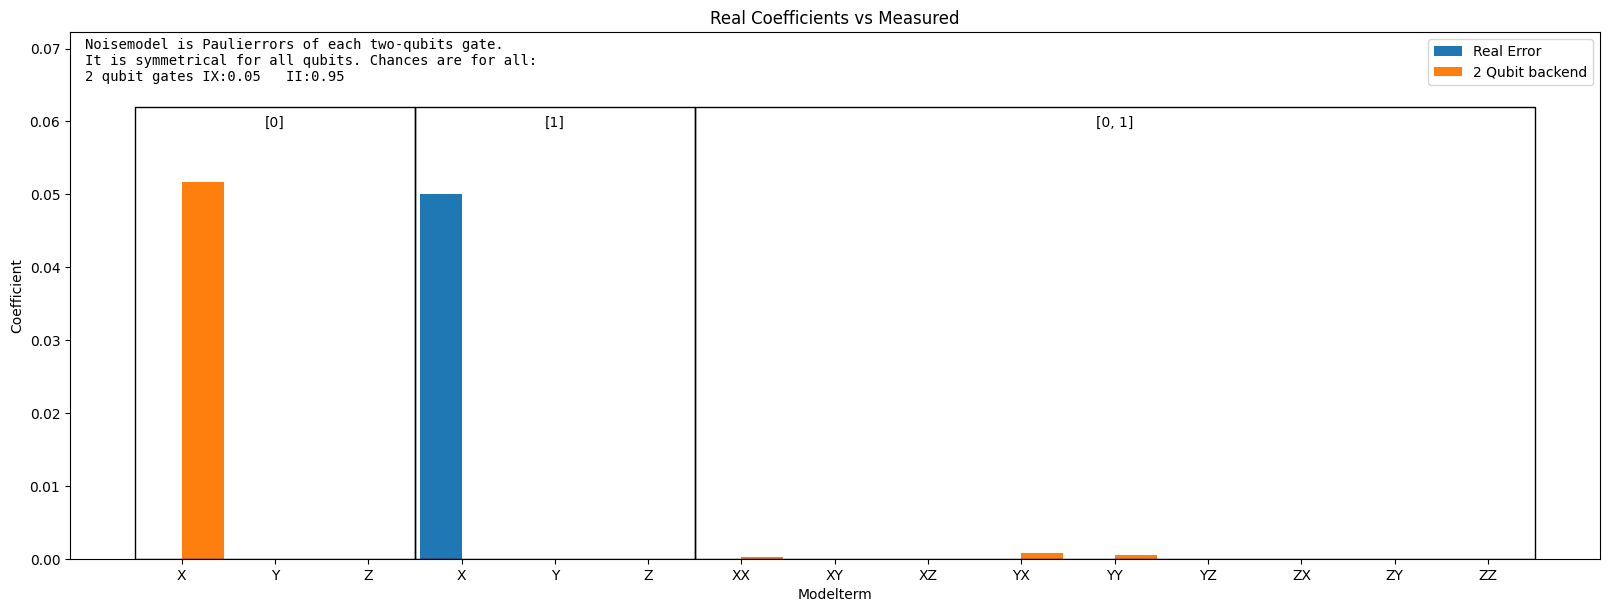 Real Coefficients vs Measured
Noisemodel is Paulierrors of each two-qubits gate.
It is symmetrical for all qubits. Chances are for all:
2 qubit gates IX:0.05   II:0.95
Real Error
2 Qubit backend
[0]
[1]
[0, 1]
Coefficient
0.07
0.06
0.05
0.04
0.03
0.02
0.01
0.00
X Y Z X Y Z XX XY XZ YX YY YZ ZX ZY ZZ
Modelterm